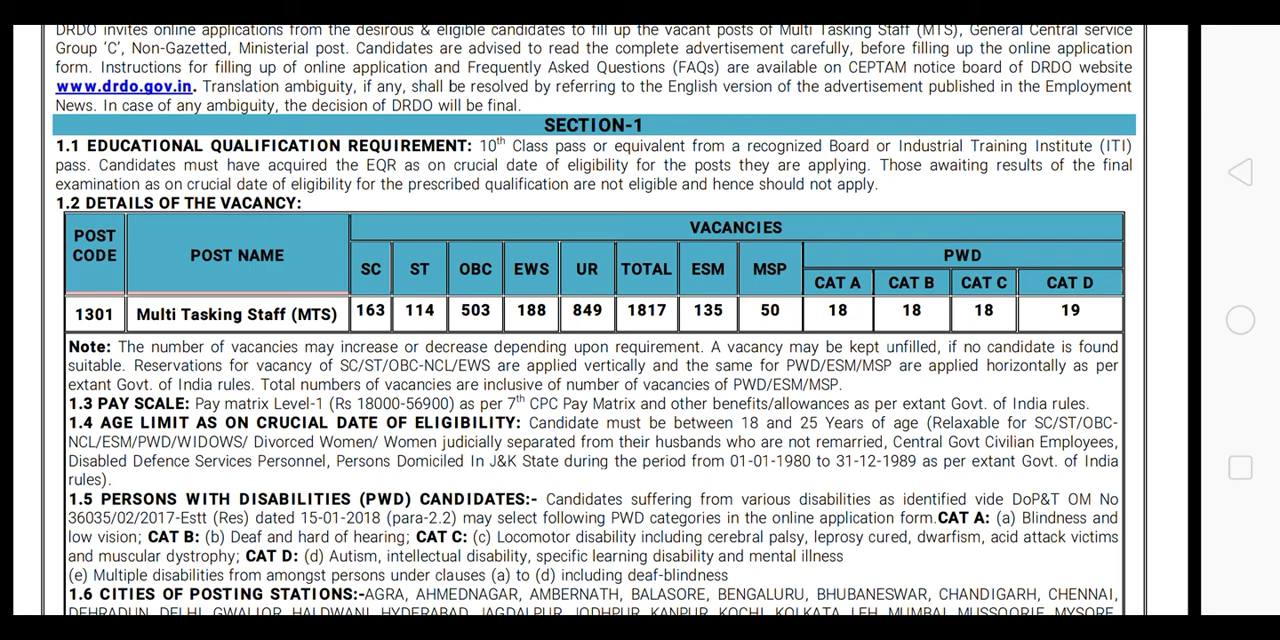 DRDO invites online applications from the desirous & eligible candidates to fill up the vacant posts of Multi Tasking Staff (MTS), General Central service
Group ‘C’, Non-Gazetted, Ministerial post. Candidates are advised to read the complete advertisement carefully, before filling up the online application
form. Instructions for filling up of online application and Frequently Asked Questions (FAQs) are available on CEPTAM notice board of DRDO website
www.drdo.gov.in. Translation ambiguity, if any, shall be resolved by referring to the English version of the advertisement published in the Employment
News. In case of any ambiguity, the decision of DRDO will be final.
SECTION-1
1.1 EDUCATIONAL QUALIFICATION REQUIREMENT: 10th Class pass or equivalent from a recognized Board or Industrial Training Institute (ITI)
pass. Candidates must have acquired the EQR as on crucial date of eligibility for the posts they are applying. Those awaiting results of the final
examination as on crucial date of eligibility for the prescribed qualification are not eligible and hence should not apply.
1.2 DETAILS OF THE VACANCY:
POST CODE POST NAME VACANCIES
SC ST OBC EWS UR TOTAL ESM MSP PWD
CAT A CAT B CAT C CAT D
1301 Multi Tasking Staff (MTS) 163 114 503 188 849 1817 135 50 18 18 18 19
Note: The number of vacancies may increase or decrease depending upon requirement. A vacancy may be kept unfilled, if no candidate is found
suitable. Reservations for vacancy of SC/ST/OBC-NCL/EWS are applied vertically and the same for PWD/ESM/MSP are applied horizontally as per
extant Govt. of India rules. Total numbers of vacancies are inclusive of number of vacancies of PWD/ESM/MSP.
1.3 PAY SCALE: Pay matrix Level-1 (Rs 18000-56900) as per 7th CPC Pay Matrix and other benefits/allowances as per extant Govt. of India rules.
1.4 AGE LIMIT AS ON CRUCIAL DATE OF ELIGIBILITY: Candidate must be between 18 and 25 Years of age (Relaxable for SC/ST/OBC-
NCL/ESM/PWD/WIDOWS/ Divorced Women/ Women judicially separated from their husbands who are not remarried, Central Govt Civilian Employees,
Disabled Defence Services Personnel, Persons Domiciled In J&K State during the period from 01-01-1980 to 31-12-1989 as per extant Govt. of India
rules).
1.5 PERSONS WITH DISABILITIES (PWD) CANDIDATES:- Candidates suffering from various disabilities as identified vide DoP&T OM No
36035/02/2017-Estt (Res) dated 15-01-2018 (para-2.2) may select following PWD categories in the online application form.CAT A: (a) Blindness and
low vision; CAT B: (b) Deaf and hard of hearing; CAT C: (c) Locomotor disability including cerebral palsy, leprosy cured, dwarfism, acid attack victims
and muscular dystrophy; CAT D: (d) Autism, intellectual disability, specific learning disability and mental illness
(e) Multiple disabilities from amongst persons under clauses (a) to (d) including deaf-blindness
1.6 CITIES OF POSTING STATIONS:-AGRA, AHMEDNAGAR, AMBERNATH, BALASORE, BENGALURU, BHUBANESWAR, CHANDIGARH, CHENNAI,
DEHRADUN, DELHI, GWALIOR, HALDWANI, HYDERABAD, JAGDALPUR, JODHPUR, KANPUR, KOCHI, KOLKATA, LEH, MUMBAI, MUSSOORIE, MYSORE,